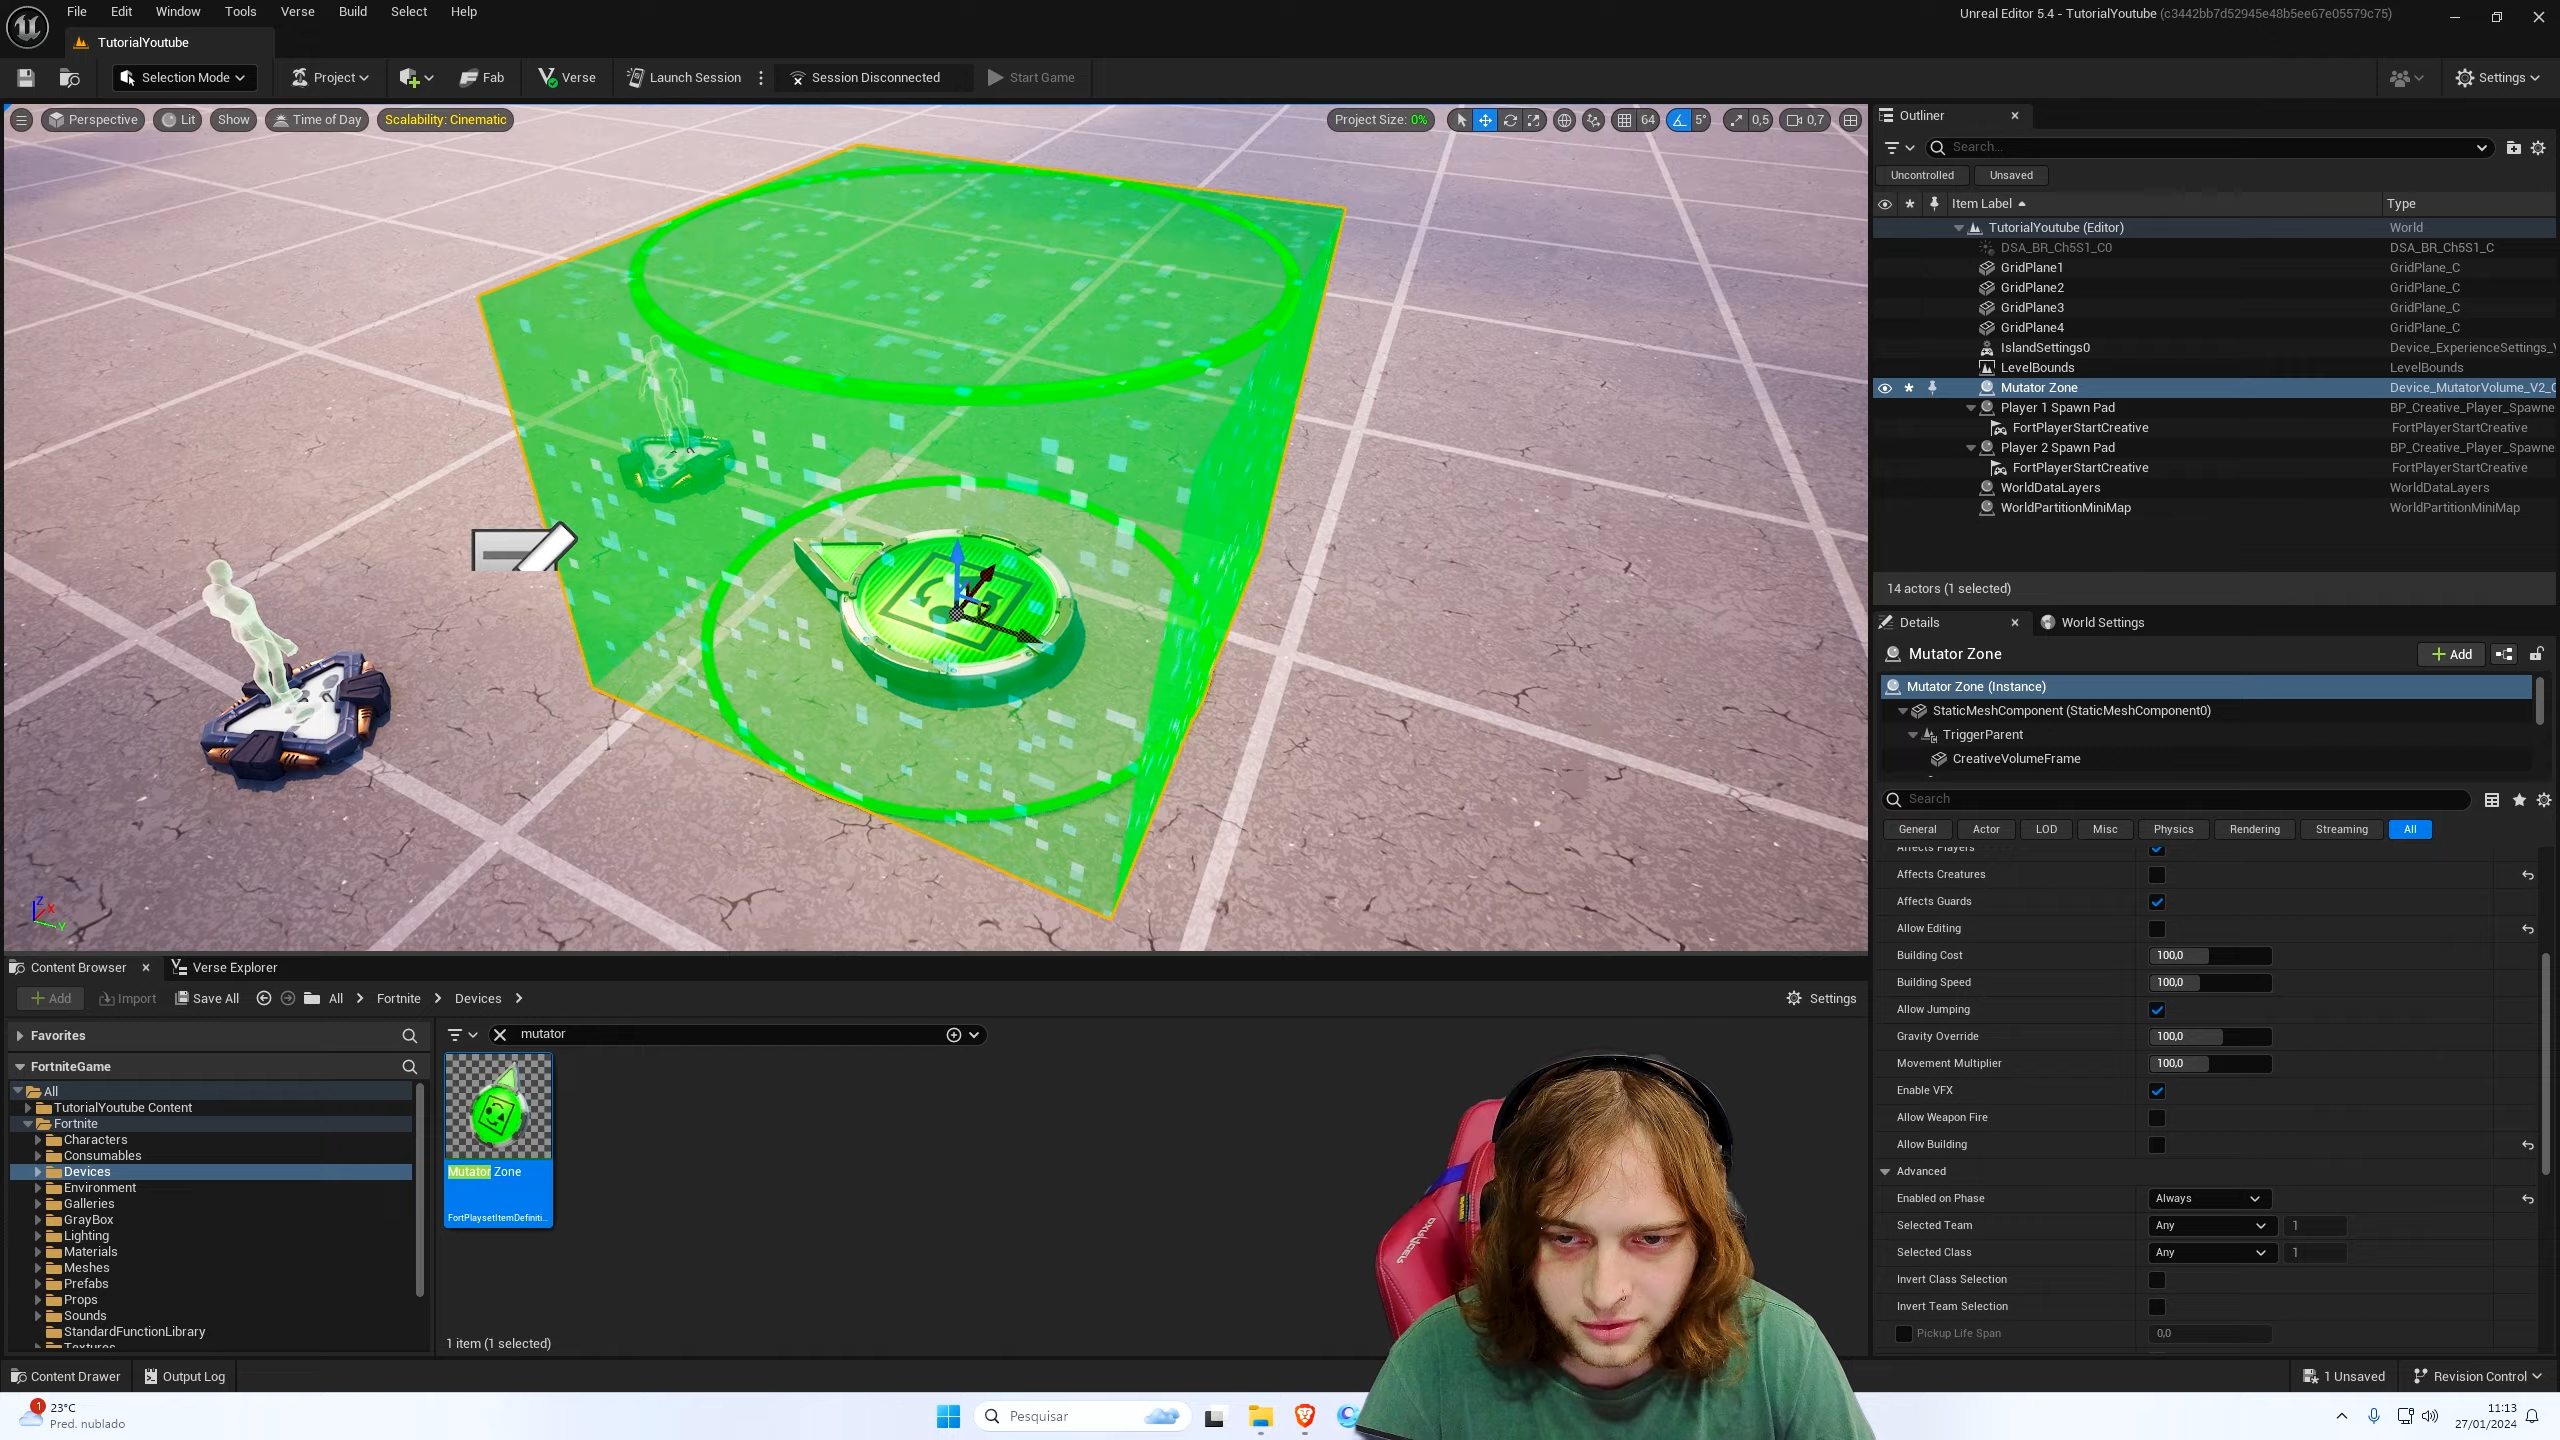 File Edit Window Tools Verse Build Select Help
Unreal Editor 5.4 - TutorialYoutube (c3442bb7d52945e48b5ee67e05579c75)
TutorialYoutube
Selection Mode Project Fab Verse Launch Session Session Disconnected Start Game Settings
Perspective Lit Show Time of Day Scalability: Cinematic Project Size: 0% 64 5° 0,5 0,7
Outliner
Search...
Uncontrolled Unsaved
Item Label Type
TutorialYoutube (Editor) World
DSA_BR_Ch5S1_C0 DSA_BR_Ch5S1_C
GridPlane1 GridPlane_C
GridPlane2 GridPlane_C
GridPlane3 GridPlane_C
GridPlane4 GridPlane_C
IslandSettings0 Device_ExperienceSettings_V
LevelBounds LevelBounds
Mutator Zone Device_MutatorVolume_V2_C
Player 1 Spawn Pad BP_Creative_Player_Spawne
FortPlayerStartCreative FortPlayerStartCreative
Player 2 Spawn Pad BP_Creative_Player_Spawne
FortPlayerStartCreative FortPlayerStartCreative
WorldDataLayers WorldDataLayers
WorldPartitionMiniMap WorldPartitionMiniMap
14 actors (1 selected)
Details World Settings
Mutator Zone Add
Mutator Zone (Instance)
StaticMeshComponent (StaticMeshComponent0)
TriggerParent
CreativeVolumeFrame
Search
General Actor LOD Misc Physics Rendering Streaming All
Affects Players
Affects Creatures
Affects Guards
Allow Editing
Building Cost 100,0
Building Speed 100,0
Allow Jumping
Gravity Override 100,0
Movement Multiplier 100,0
Enable VFX
Allow Weapon Fire
Allow Building
Advanced
Enabled on Phase Always
Selected Team Any 1
Selected Class Any 1
Invert Class Selection
Invert Team Selection
Pickup Life Span 0,0
Content Browser Verse Explorer
Add Import Save All All Fortnite Devices Settings
Favorites
FortniteGame
All
TutorialYoutube Content
Fortnite
Characters
Consumables
Devices
Environment
Galleries
GrayBox
Lighting
Materials
Meshes
Prefabs
Props
Sounds
StandardFunctionLibrary
Textures
mutator
Mutator Zone
FortPlaysetItemDefiniti...
1 item (1 selected)
Content Drawer Output Log 1 Unsaved Revision Control
1
23°C
Pred. nublado
Pesquisar
11:13
27/01/2024